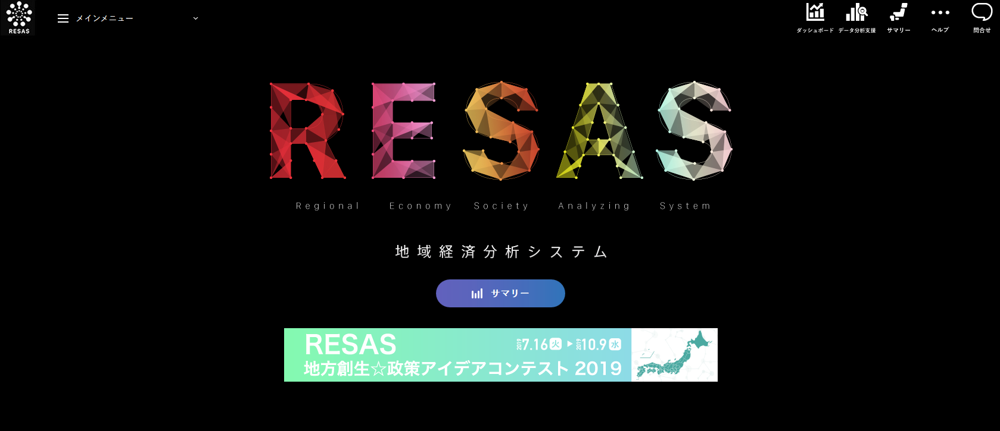 RESAS
メインメニュー
ダッシュボード
データ分析支援
サマリー
ヘルプ
問合せ
RESAS
Regional Economy Society Analyzing System
地域経済分析システム
サマリー
RESAS
2019 7.16 火 ▶ 2019 10.9 水
地方創生☆政策アイデアコンテスト 2019